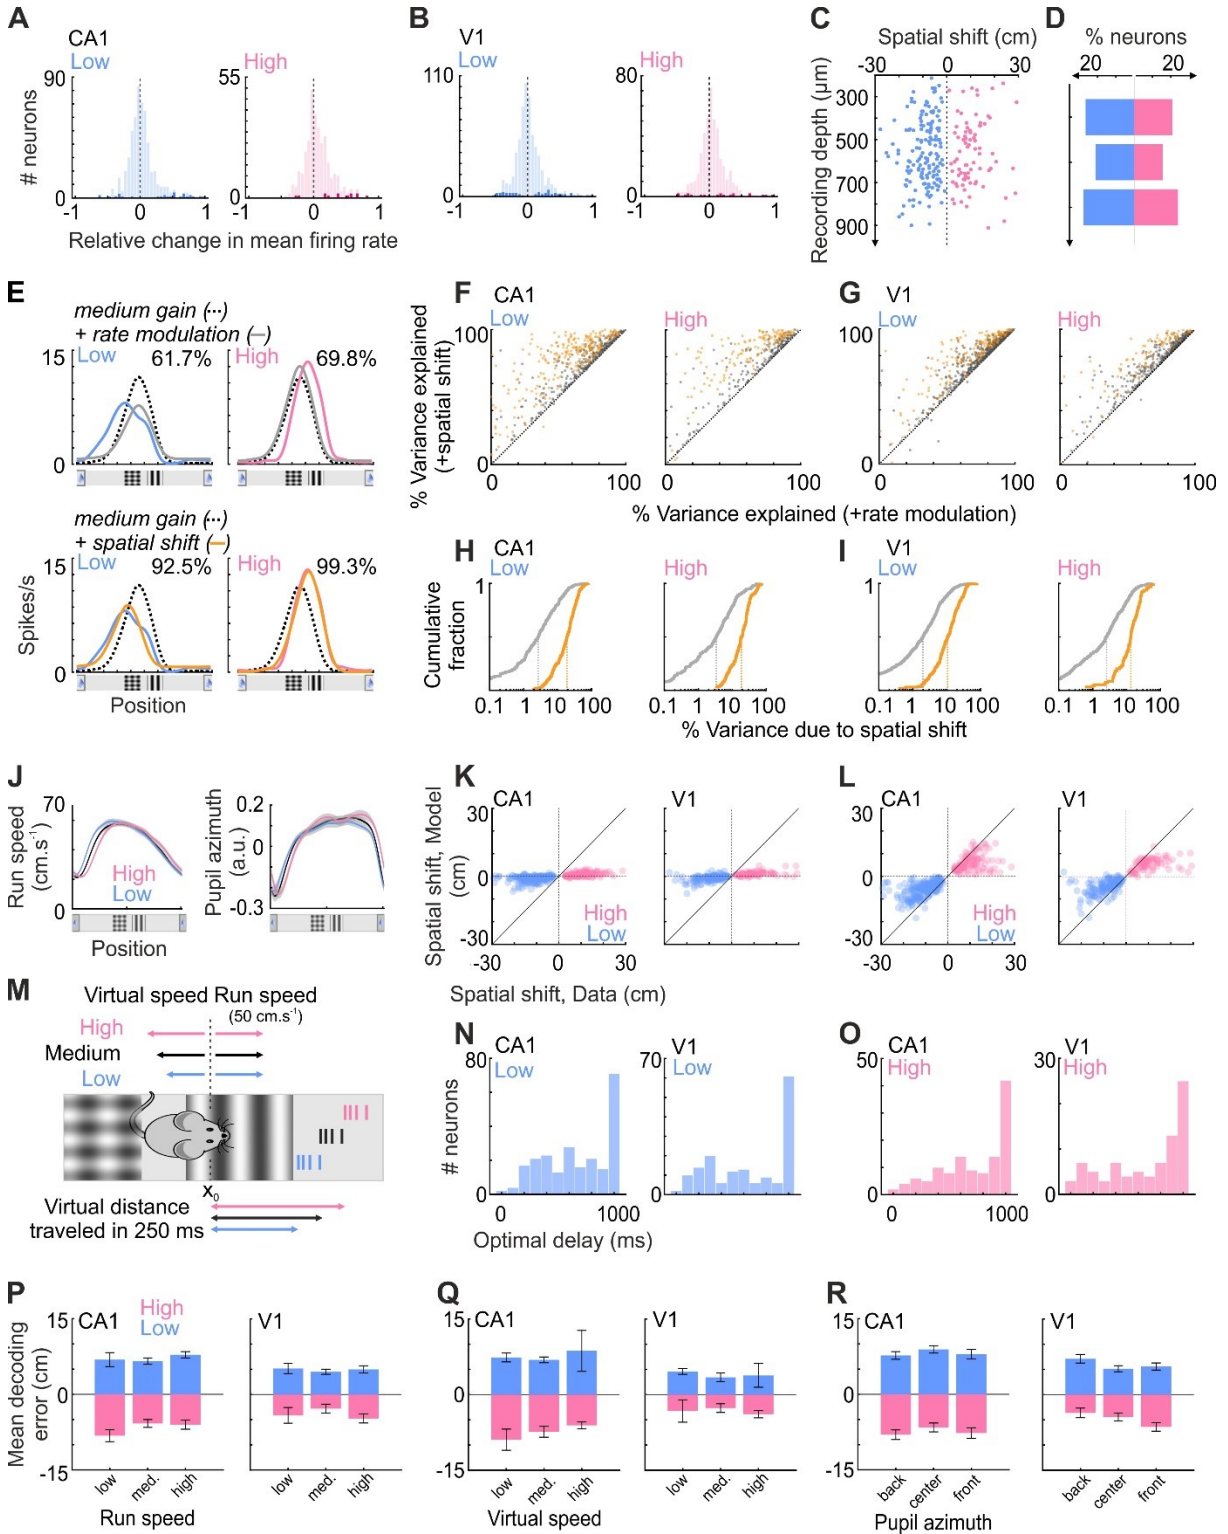 A
CA1
Low
High
90
0
55
0
# neurons
-1 0 1
-1 0 1
Relative change in mean firing rate
B
V1
Low
High
110
0
80
0
-1 0 1
-1 0 1
C
Spatial shift (cm)
-30 0 30
Recording depth (µm)
300
500
700
900
D
% neurons
20 20
E
medium gain (···)
+ rate modulation (—)
Low
61.7%
High
69.8%
15
0
medium gain (···)
+ spatial shift (—)
Low
92.5%
High
99.3%
15
0
Spikes/s
Position
F
CA1
Low
High
100
0
% Variance explained
(+spatial shift)
0 100
0 100
G
V1
Low
High
100
0
0 100
0 100
% Variance explained (+rate modulation)
H
CA1
Low
High
1
1
Cumulative
fraction
0.1 1 10 100
0.1 1 10 100
I
V1
Low
High
1
1
0.1 1 10 100
0.1 1 10 100
% Variance due to spatial shift
J
Run speed
(cm.s-1)
70
0
High
Low
Position
Pupil azimuth
(a.u.)
0.2
0
-0.3
K
CA1
V1
Spatial shift, Model
(cm)
30
0
-30
-30 0 30
High
Low
Spatial shift, Data (cm)
L
CA1
V1
30
0
-30
-30 0 30
High
Low
M
Virtual speed Run speed
(50 cm.s-1)
High
Medium
Low
x0
Virtual distance
traveled in 250 ms
N
CA1
Low
V1
Low
80
0
70
0
# neurons
0 1000
Optimal delay (ms)
O
CA1
High
V1
High
50
0
30
0
0 1000
P
CA1
High
Low
V1
Mean decoding
error (cm)
15
0
-15
low med. high
low med. high
Run speed
Q
CA1
V1
15
0
-15
low med. high
low med. high
Virtual speed
R
CA1
V1
15
0
-15
back center front
back center front
Pupil azimuth